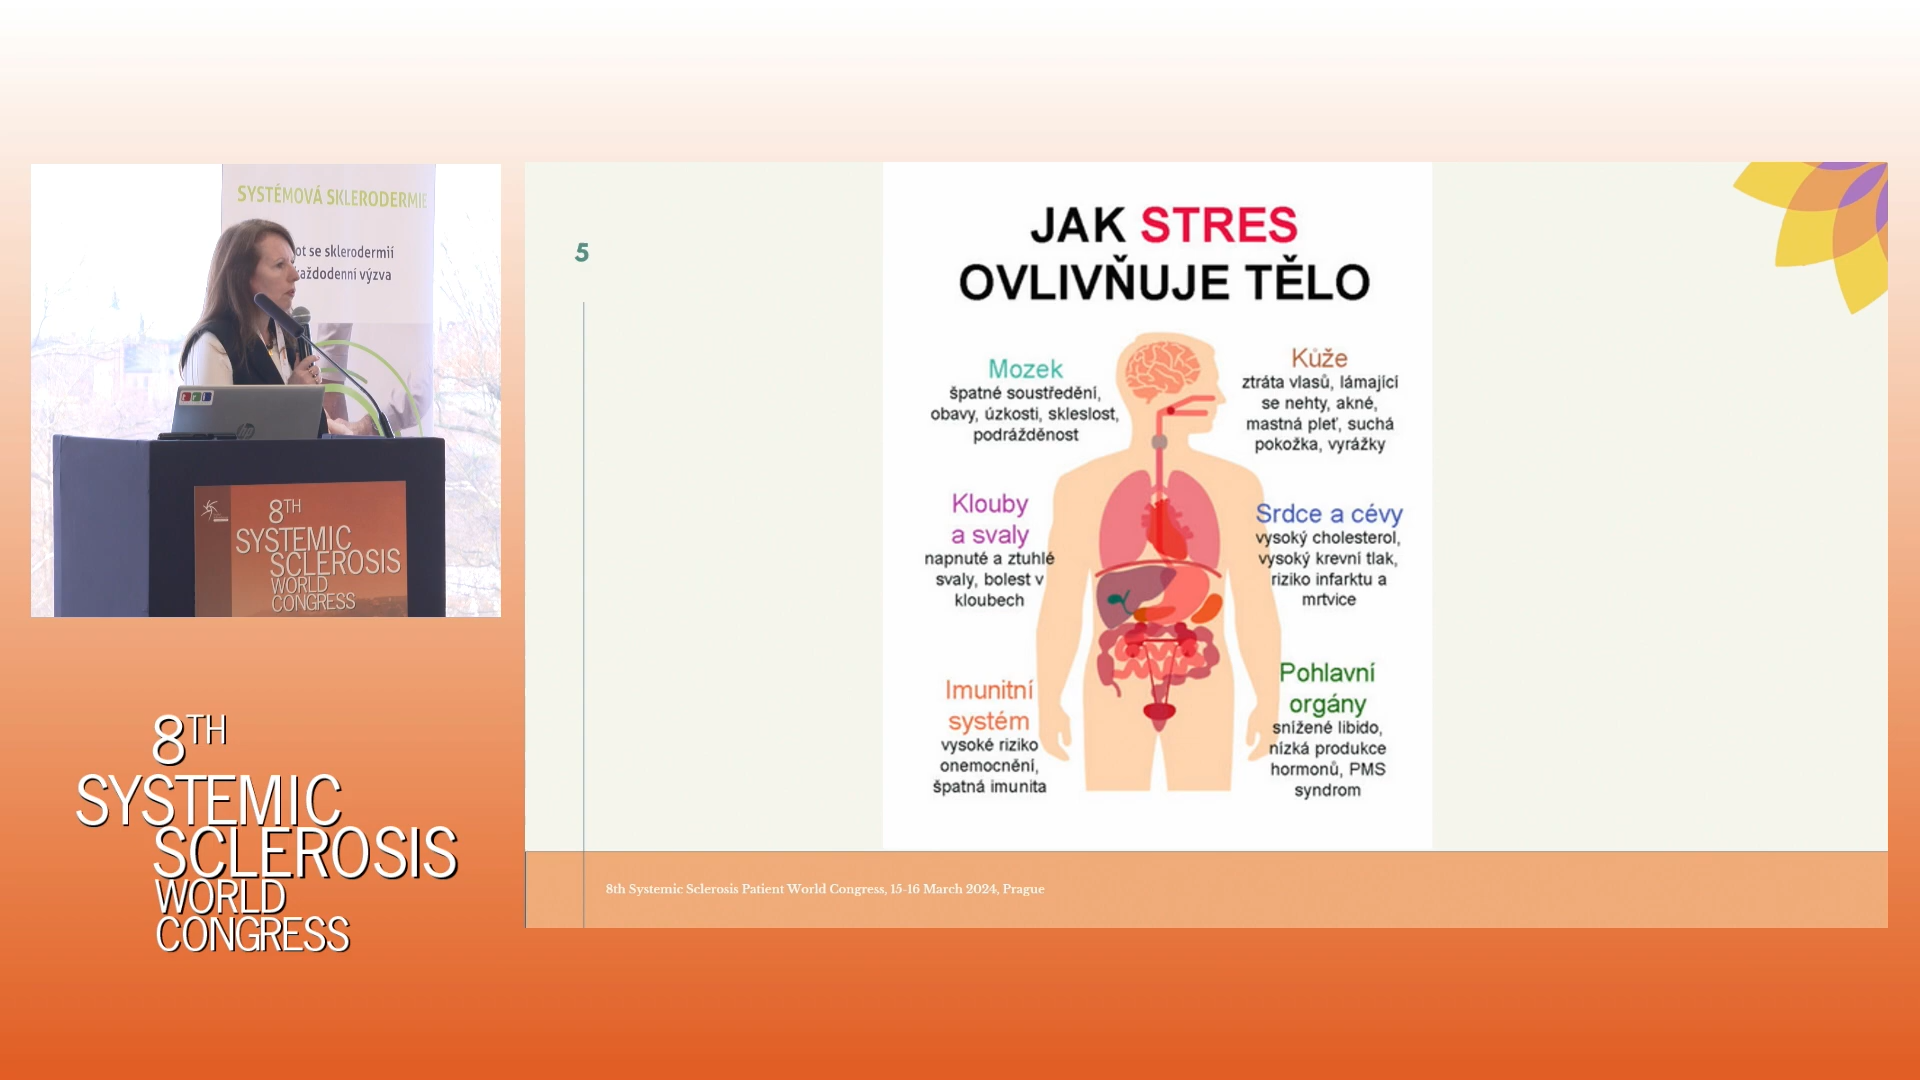 SYSTÉMOVÁ SKLERODERMIE
ot se sklerodermií
každodenní výzva
8TH
SYSTEMIC
SCLEROSIS
WORLD
CONGRESS
8TH
SYSTEMIC
SCLEROSIS
WORLD
CONGRESS
5
JAK STRES
OVLIVŇUJE TĚLO
Mozek
špatné soustředění,
obavy, úzkosti, skleslost,
podrážděnost
Kůže
ztráta vlasů, lámající
se nehty, akné,
mastná pleť, suchá
pokožka, vyrážky
Klouby
a svaly
napnuté a ztuhlé
svaly, bolest v
kloubech
Srdce a cévy
vysoký cholesterol,
vysoký krevní tlak,
riziko infarktu a
mrtvice
Imunitní
systém
vysoké riziko
onemocnění,
špatná imunita
Pohlavní
orgány
snížené libido,
nízká produkce
hormonů, PMS
syndrom
8th Systemic Sclerosis Patient World Congress, 15-16 March 2024, Prague